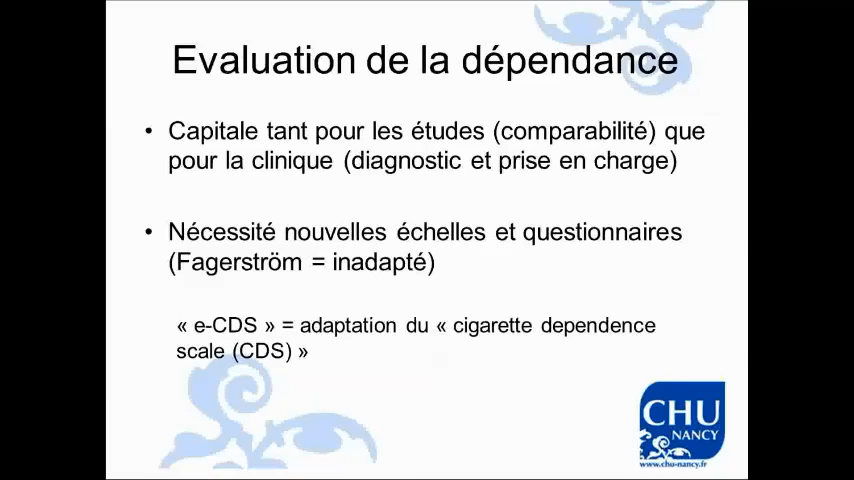 Evaluation de la dépendance
• Capitale tant pour les études (comparabilité) que
pour la clinique (diagnostic et prise en charge)
• Nécessité nouvelles échelles et questionnaires
(Fagerström = inadapté)
« e-CDS » = adaptation du « cigarette dependence
scale (CDS) »
CHU
NANCY
www.chu-nancy.fr